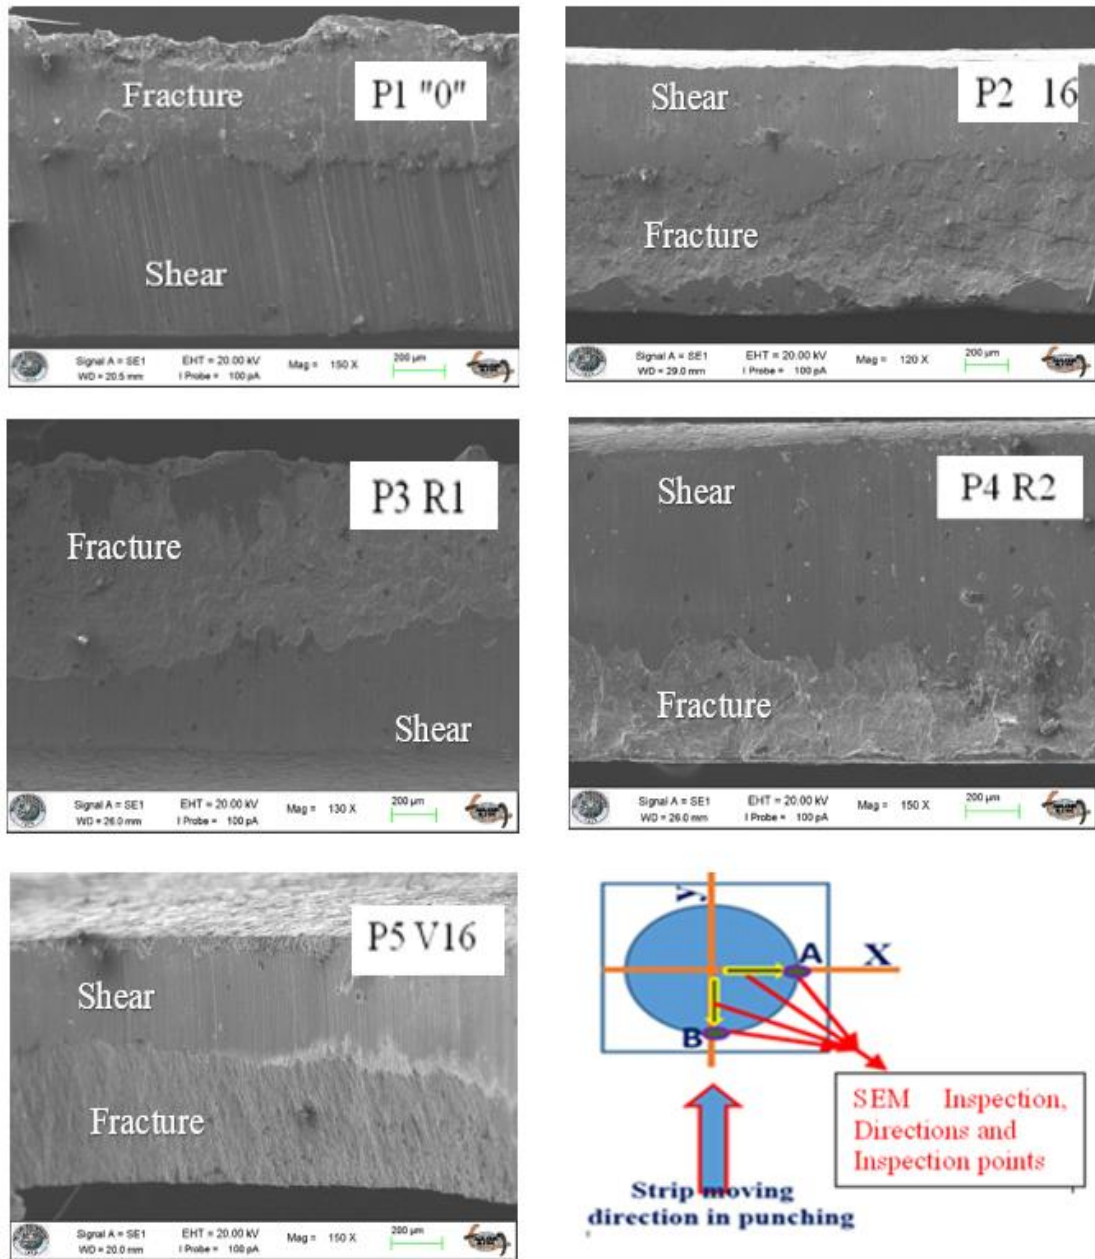 Fracture
P1 "0"
Shear
Signal A = SE1 EHT = 20.00 kV Mag = 150 X 200 µm
WD = 20.5 mm I Probe = 100 pA
Shear
P2 16
Fracture
Signal A = SE1 EHT = 20.00 kV Mag = 120 X 200 µm
WD = 29.0 mm I Probe = 100 pA
P3 R1
Fracture
Shear
Signal A = SE1 EHT = 20.00 kV Mag = 130 X 200 µm
WD = 26.0 mm I Probe = 100 pA
Shear
P4 R2
Fracture
Signal A = SE1 EHT = 20.00 kV Mag = 150 X 200 µm
WD = 26.0 mm I Probe = 100 pA
P5 V16
Shear
Fracture
Signal A = SE1 EHT = 20.00 kV Mag = 150 X 200 µm
WD = 20.0 mm I Probe = 100 pA
y
A X
B
SEM Inspection,
Directions and
Inspection points
Strip moving
direction in punching